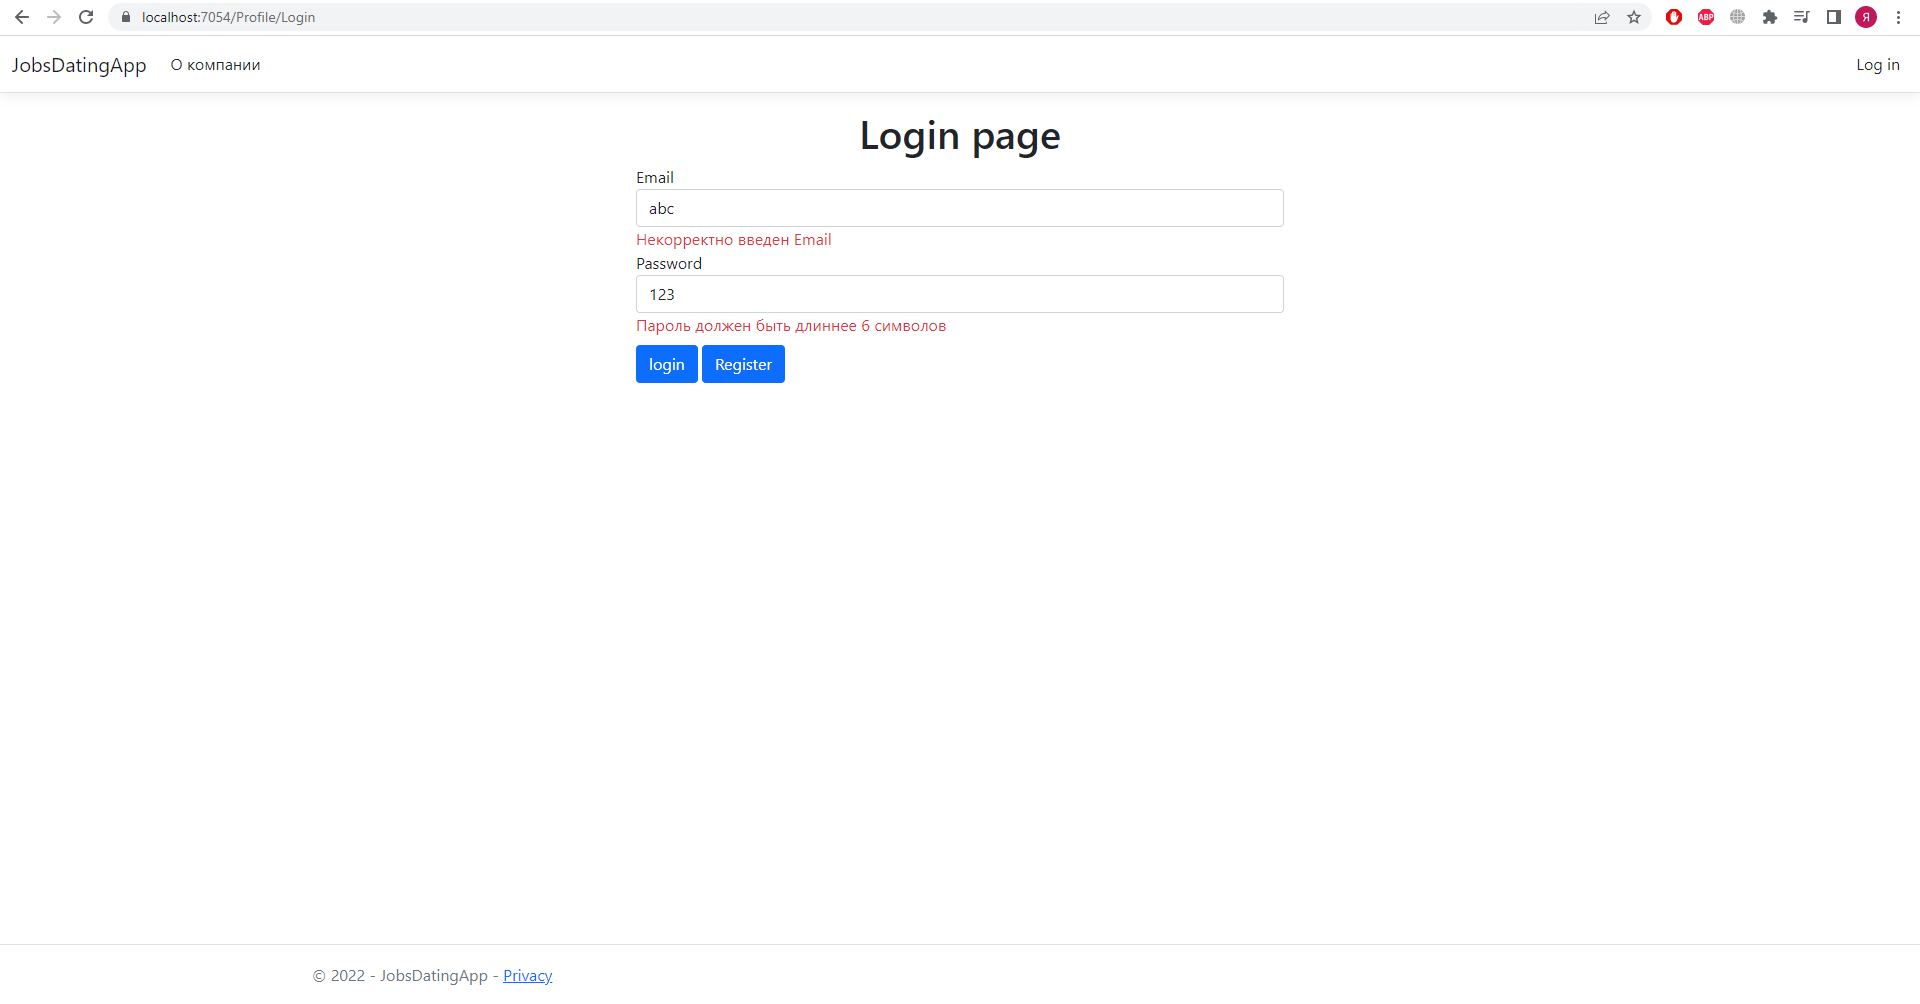 localhost:7054/Profile/Login
ABP
Я
JobsDatingApp О компании Log in
Login page
Email
abc
Некорректно введен Email
Password
123
Пароль должен быть длиннее 6 символов
login Register
© 2022 - JobsDatingApp - Privacy